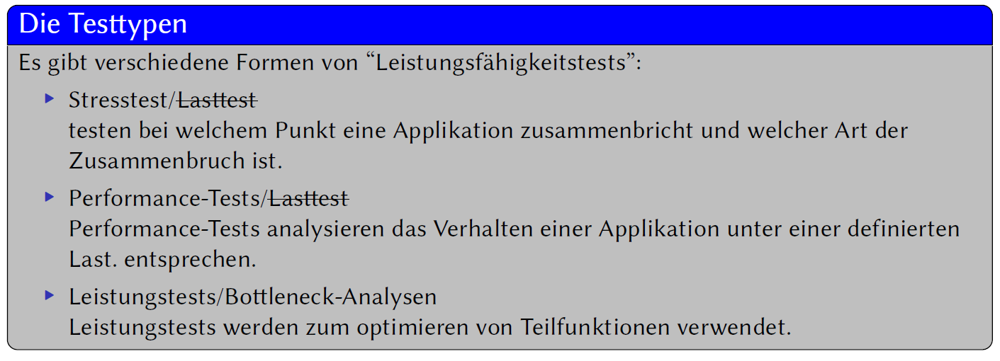 Die Testtypen
Es gibt verschiedene Formen von “Leistungsfähigkeitstests”:
Stresstest/Lasttest
testen bei welchem Punkt eine Applikation zusammenbricht und welcher Art der
Zusammenbruch ist.
Performance-Tests/Lasttest
Performance-Tests analysieren das Verhalten einer Applikation unter einer definierten
Last. entsprechen.
Leistungstests/Bottleneck-Analysen
Leistungstests werden zum optimieren von Teilfunktionen verwendet.